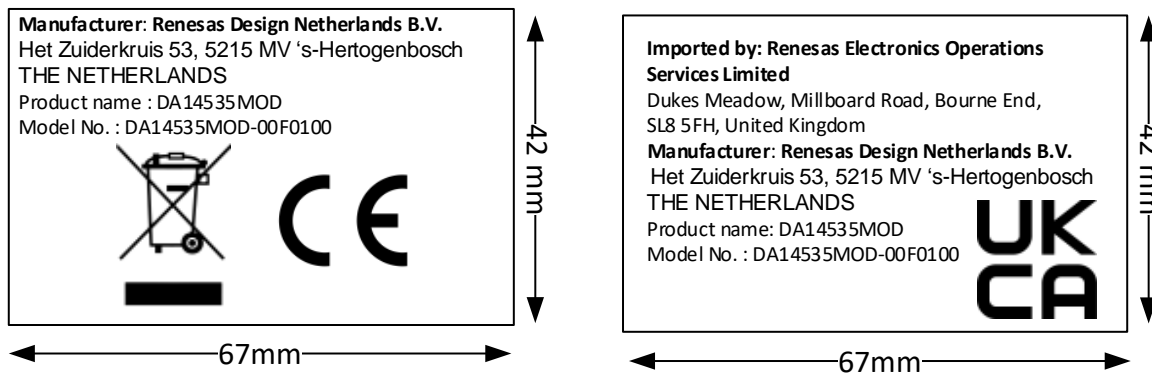 Manufacturer: Renesas Design Netherlands B.V.
Het Zuiderkruis 53, 5215 MV ‘s-Hertogenbosch
THE NETHERLANDS
Product name : DA14535MOD
Model No. : DA14535MOD-00F0100
CE
42 mm
67mm
Imported by: Renesas Electronics Operations
Services Limited
Dukes Meadow, Millboard Road, Bourne End,
SL8 5FH, United Kingdom
Manufacturer: Renesas Design Netherlands B.V.
Het Zuiderkruis 53, 5215 MV ‘s-Hertogenbosch
THE NETHERLANDS
Product name: DA14535MOD
Model No. : DA14535MOD-00F0100
UK
CA
42 mm
67mm